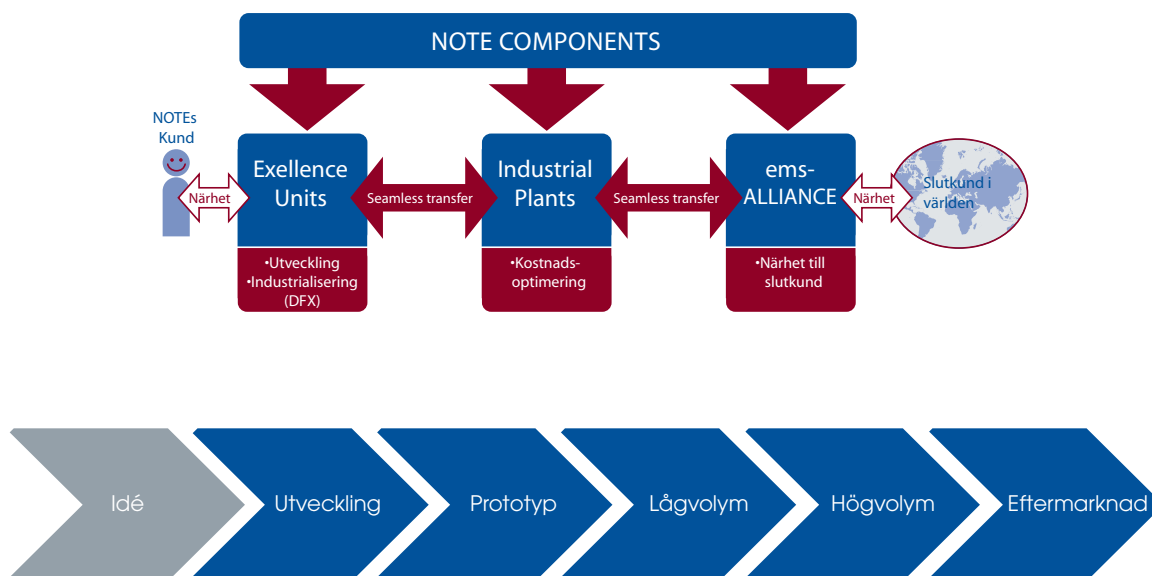 NOTE COMPONENTS
NOTEs
Kund
Närhet
Exellence
Units
•Utveckling
•Industrialisering
(DFX)
Seamless transfer
Industrial
Plants
•Kostnads-
optimering
Seamless transfer
ems-
ALLIANCE
•Närhet till
slutkund
Närhet
Slutkund i
världen
Idé
Utveckling
Prototyp
Lågvolym
Högvolym
Eftermarknad